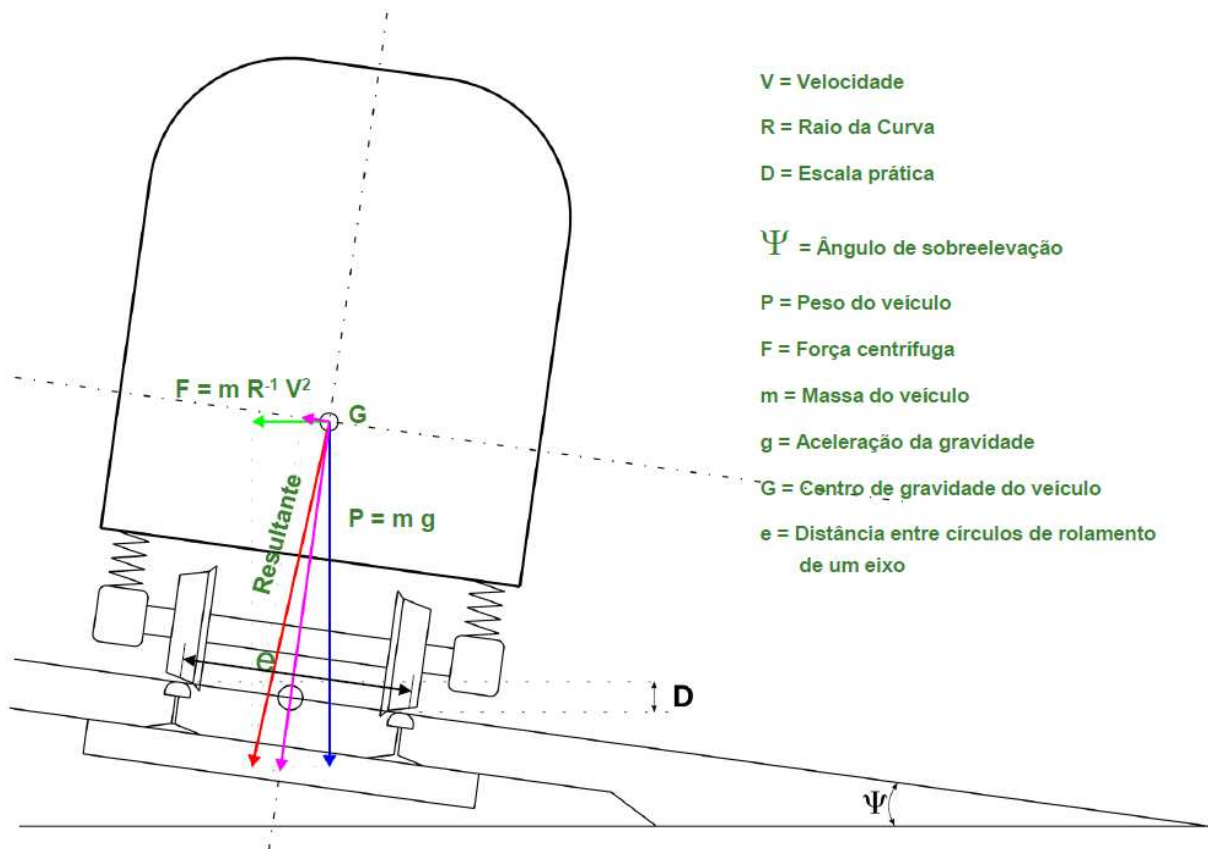 V = Velocidade
R = Raio da Curva
D = Escala prática
Ψ = Ângulo de sobreelevação
P = Peso do veículo
F = Força centrífuga
m = Massa do veículo
g = Aceleração da gravidade
G = Centro de gravidade do veículo
e = Distância entre círculos de rolamento
de um eixo
F = m R⁻¹ V²
G
P = m g
Resultante
e
D
Ψ